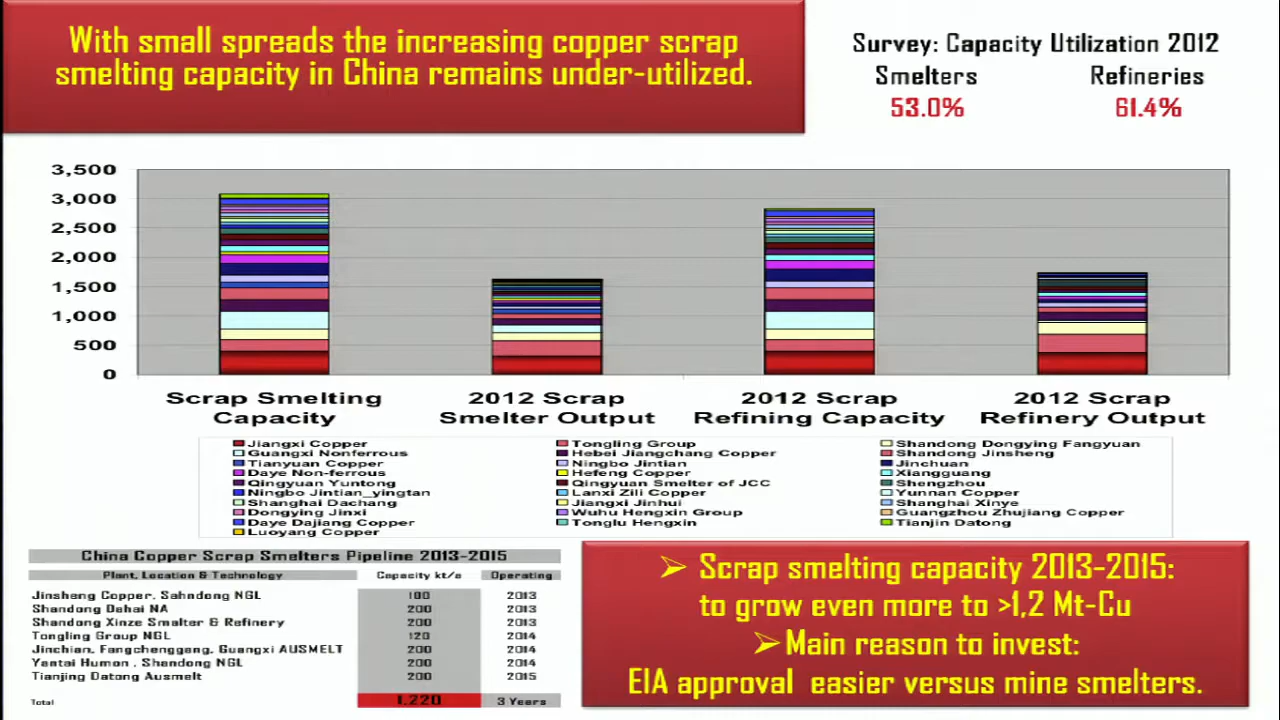 With small spreads the increasing copper scrap
smelting capacity in China remains under-utilized.
Survey: Capacity Utilization 2012
Smelters Refineries
53.0% 61.4%
3,500
3,000
2,500
2,000
1,500
1,000
500
0
Scrap Smelting Capacity
2012 Scrap Smelter Output
2012 Scrap Refining Capacity
2012 Scrap Refinery Output
Jiangxi Copper Tongling Group Shandong Dongying Fangyuan
Guangxi Nonferrous Hebei Jiangchang Copper Shandong Jinsheng
Tianyuan Copper Ningbo Jintian Jinchuan
Daye Non-ferrous Hefeng Copper Xiangguang
Qingyuan Yuntong Qingyuan Smelter of JCC Shengzhou
Ningbo Jintian_yingtan Lanxi Zili Copper Yunnan Copper
Shanghai Dachang Jiangxi Jinhui Shanghai Xinye
Dongying Jinxi Wuhu Hengxin Group Guangzhou Zhujiang Copper
Daye Dajiang Copper Tonglu Hengxin Tianjin Datong
Luoyang Copper
China Copper Scrap Smelters Pipeline 2013-2015
Plant, Location & Technology Capacity kt/a Operating
Jinsheng Copper, Sahndong NGL 100 2013
Shandong Dahai NA 200 2013
Shandong Xinze Smelter & Refinery 200 2013
Tongling Group NGL 120 2014
Jinchian, Fangchenggang, Guangxi AUSMELT 200 2014
Yantai Humon , Shandong NGL 200 2014
Tianjing Datong Ausmelt 200 2015
Total 1,220 3 Years
➢ Scrap smelting capacity 2013-2015:
to grow even more to >1,2 Mt-Cu
➢Main reason to invest:
EIA approval easier versus mine smelters.